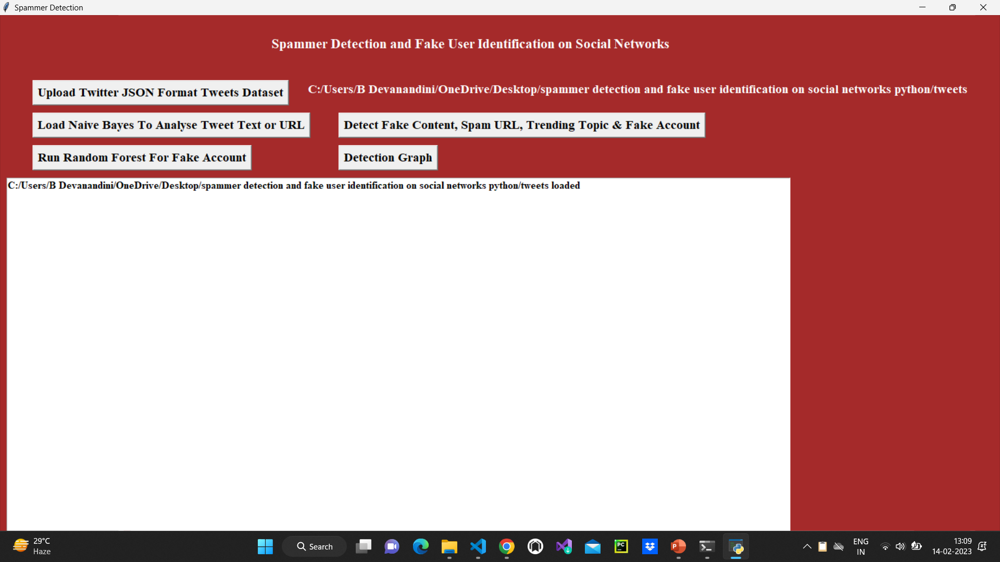 Spammer Detection
Spammer Detection and Fake User Identification on Social Networks
Upload Twitter JSON Format Tweets Dataset
C:/Users/B Devanandini/OneDrive/Desktop/spammer detection and fake user identification on social networks python/tweets
Load Naive Bayes To Analyse Tweet Text or URL
Detect Fake Content, Spam URL, Trending Topic & Fake Account
Run Random Forest For Fake Account
Detection Graph
C:/Users/B Devanandini/OneDrive/Desktop/spammer detection and fake user identification on social networks python/tweets loaded
29°C
Haze
Search
PC
P
ENG
IN
13:09
14-02-2023